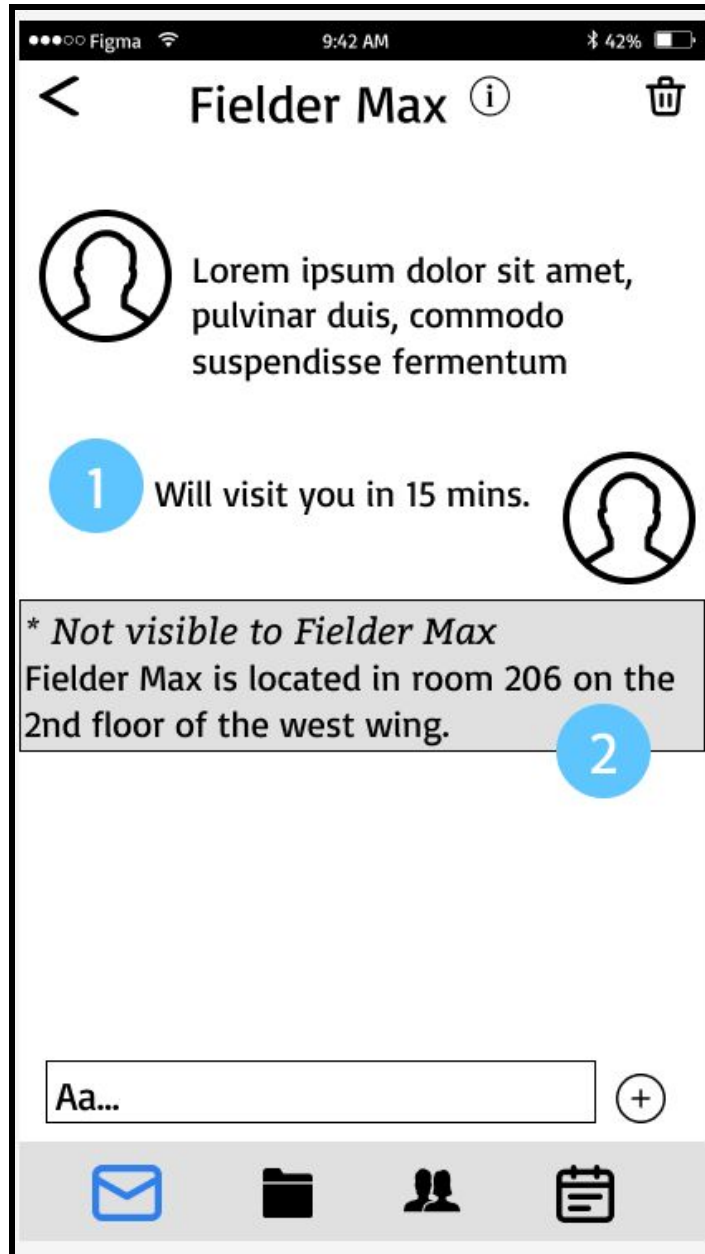 Figma 9:42 AM 42%
< Fielder Max i
Lorem ipsum dolor sit amet,
pulvinar duis, commodo
suspendisse fermentum
1 Will visit you in 15 mins.
* Not visible to Fielder Max
Fielder Max is located in room 206 on the
2nd floor of the west wing.
2
Aa... +